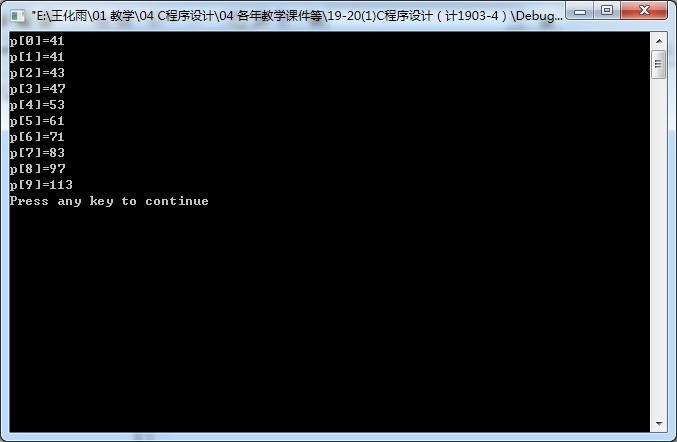 "E:\王化雨\01 教学\04 C程序设计\04 各年教学课件等\19-20(1)C程序设计（计1903-4）\Debug...
p[0]=41
p[1]=41
p[2]=43
p[3]=47
p[4]=53
p[5]=61
p[6]=71
p[7]=83
p[8]=97
p[9]=113
Press any key to continue